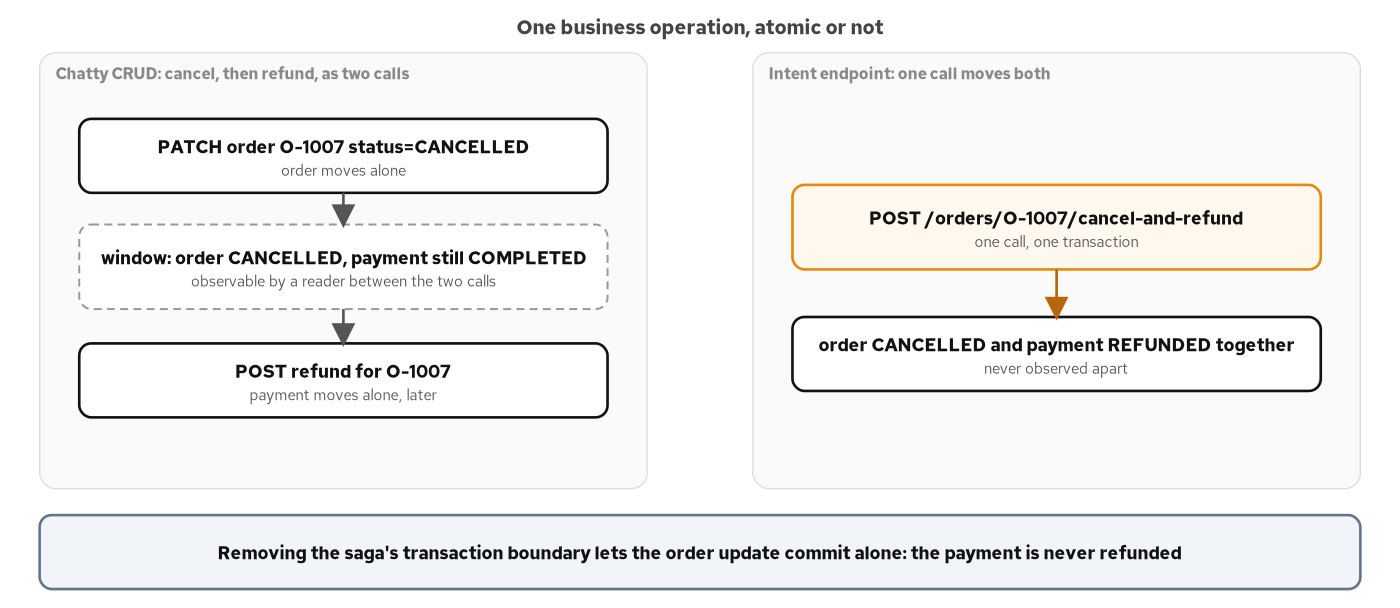 One business operation, atomic or not
Chatty CRUD: cancel, then refund, as two calls
PATCH order O-1007 status=CANCELLED
order moves alone
window: order CANCELLED, payment still COMPLETED
observable by a reader between the two calls
POST refund for O-1007
payment moves alone, later
Intent endpoint: one call moves both
POST /orders/O-1007/cancel-and-refund
one call, one transaction
order CANCELLED and payment REFUNDED together
never observed apart
Removing the saga's transaction boundary lets the order update commit alone: the payment is never refunded